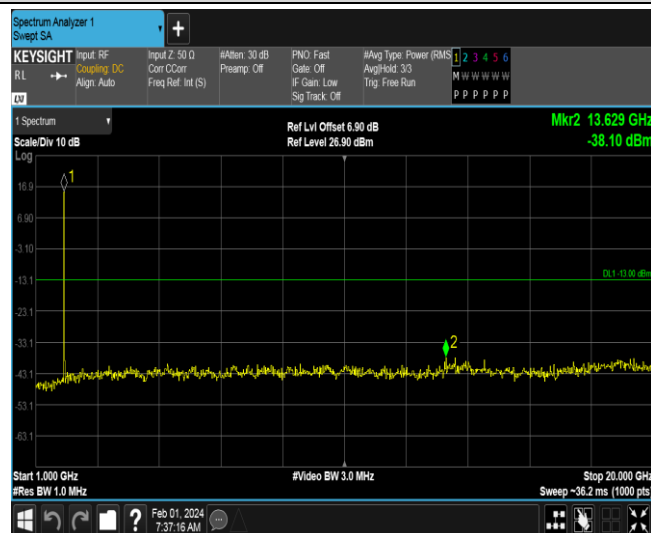 Spectrum Analyzer 1
Swept SA
+
KEYSIGHT
RL
LXI
Input: RF
Coupling: DC
Align: Auto
Input Z: 50 Ω
Corr CCorr
Freq Ref: Int (S)
#Atten: 30 dB
Preamp: Off
PNO: Fast
Gate: Off
IF Gain: Low
Sig Track: Off
#Avg Type: Power (RMS
Avg|Hold: 3/3
Trig: Free Run
1 2 3 4 5 6
M W W W W W
P P P P P P
1 Spectrum
Scale/Div 10 dB
Log
Ref Lvl Offset 6.90 dB
Ref Level 26.90 dBm
Mkr2 13.629 GHz
-38.10 dBm
1
16.9
6.90
-3.10
DL1 -13.00 dBm
-13.1
-23.1
2
-33.1
-43.1
-53.1
-63.1
Start 1.000 GHz
#Res BW 1.0 MHz
#Video BW 3.0 MHz
Stop 20.000 GHz
Sweep ~36.2 ms (1000 pts)
?
Feb 01, 2024
7:37:16 AM